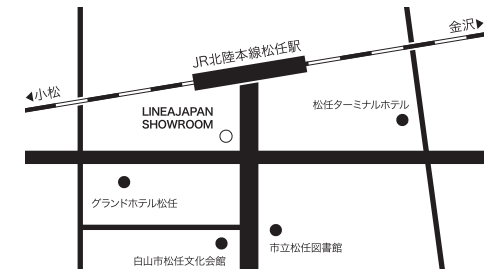 金沢▶
JR北陸本線松任駅
◀小松
LINEAJAPAN
SHOWROOM
松任ターミナルホテル
グランドホテル松任
市立松任図書館
白山市松任文化会館